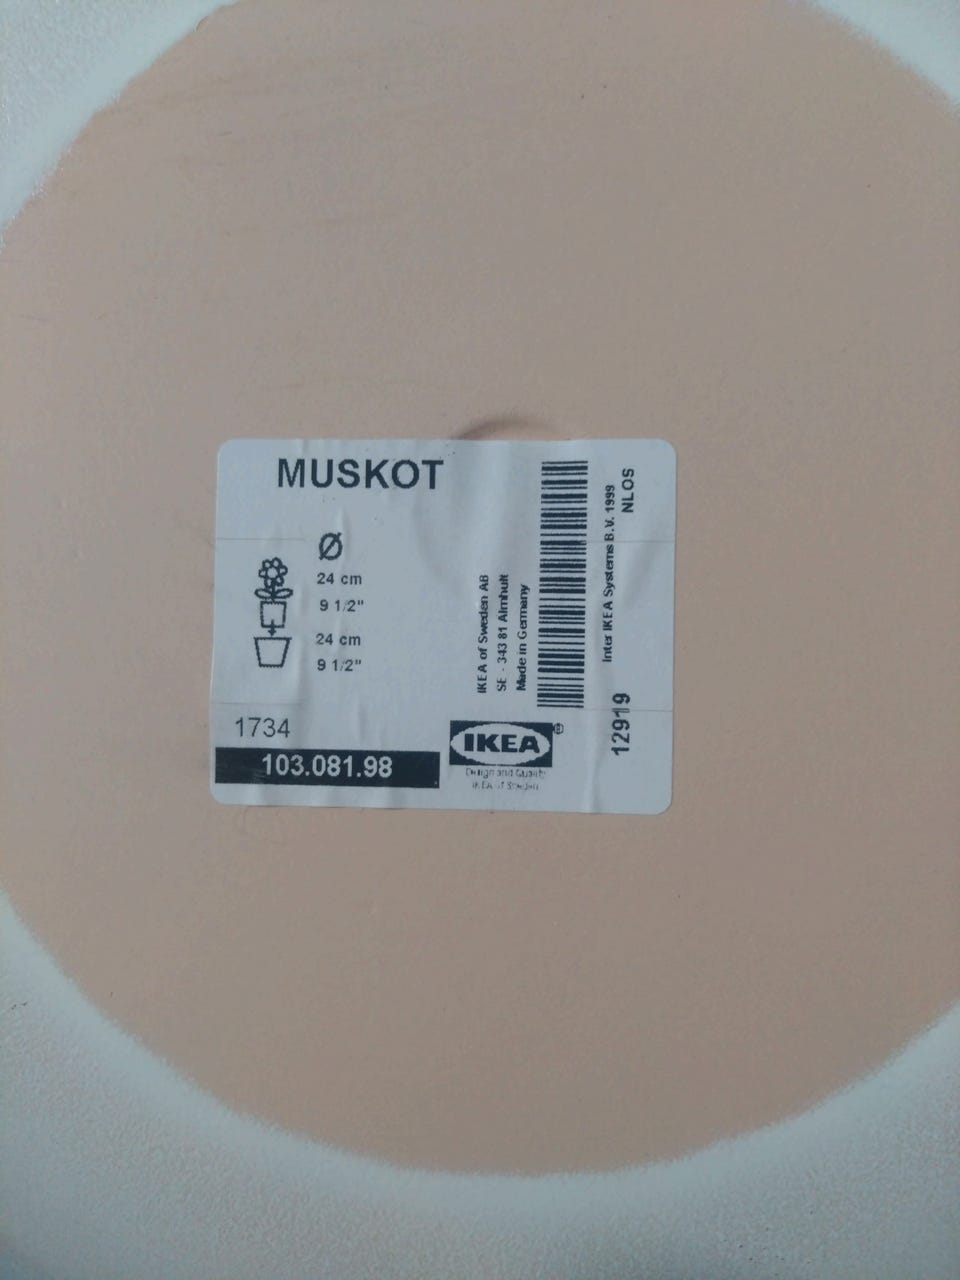 MUSKOT
Ø
24 cm
9 1/2"
24 cm
9 1/2"
1734
103.081.98
IKEA of Sweden AB
SE - 343 81 Älmhult
Made in Germany
IKEA®
Design and Quality
IKEA of Sweden
Inter IKEA Systems B.V. 1999
12919
NLOS